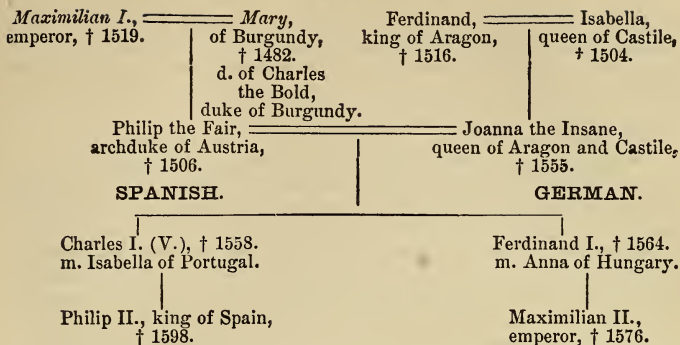 Maximilian I.,
emperor, † 1519.
Mary,
of Burgundy,
† 1482.
d. of Charles
the Bold,
duke of Burgundy.
Ferdinand,
king of Aragon,
† 1516.
Isabella,
queen of Castile,
† 1504.
Philip the Fair,
archduke of Austria,
† 1506.
Joanna the Insane,
queen of Aragon and Castile,
† 1555.
SPANISH.
GERMAN.
Charles I. (V.), † 1558.
m. Isabella of Portugal.
Ferdinand I., † 1564.
m. Anna of Hungary.
Philip II., king of Spain,
† 1598.
Maximilian II.,
emperor, † 1576.